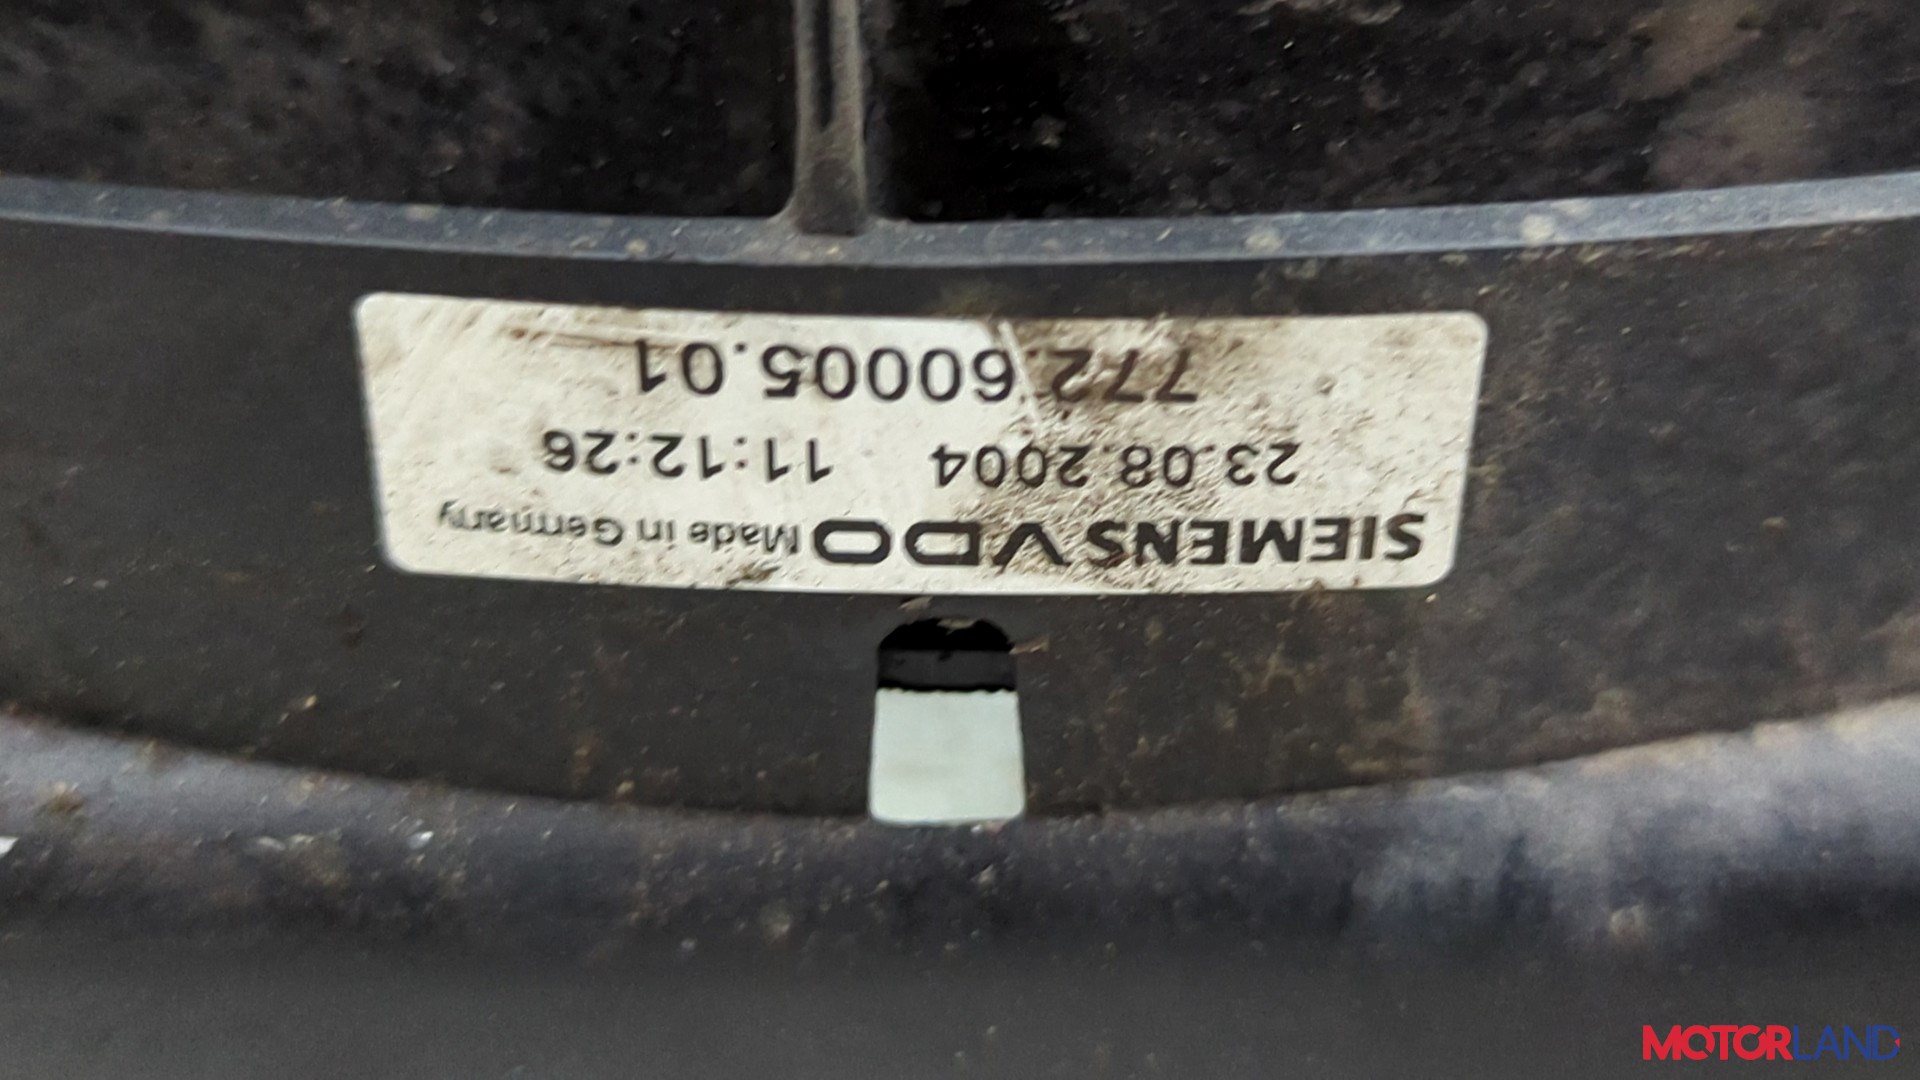 SIEMENS VDO Made in Germany
23.08.2004 11:12:26
772.60005.01
MOTORLAND